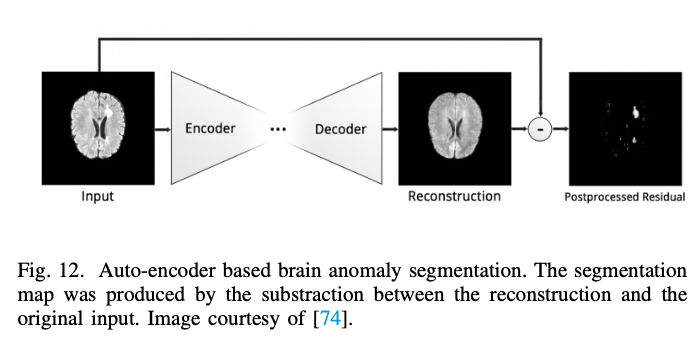 Encoder
...
Decoder
-
Input
Reconstruction
Postprocessed Residual
Fig. 12. Auto-encoder based brain anomaly segmentation. The segmentation
map was produced by the substraction between the reconstruction and the
original input. Image courtesy of [74].